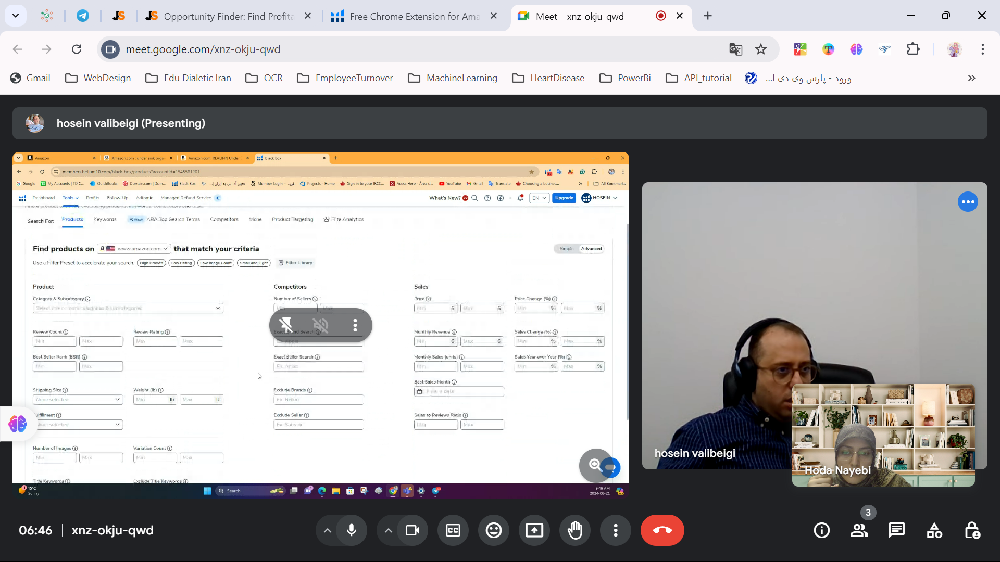 Opportunity Finder: Find Profita
Free Chrome Extension for Ama
Meet – xnz-okju-qwd
meet.google.com/xnz-okju-qwd
Gmail
WebDesign
Edu Dialetic Iran
OCR
EmployeeTurnover
MachineLearning
HeartDisease
PowerBi
API_tutorial
ورود - پارس وی دی ا...
hosein valibeigi (Presenting)
Amazon
Amazon.com : under sink organ
Amazon.com: REALINN Under
Black Box
members.helium10.com/black-box/products?accountId=1545581201
Google
My Accounts | TD C...
QuickBooks
Domain.com | Dom...
Black Box
تغییر آی پی به ایران |...
Member Login –
Projects - Home
Sign in to your IRCC...
Acess Here - Área d...
YouTube
Gmail
Translate
Choosing a busines...
All Bookmarks
Dashboard
Tools
Profits
Follow-Up
Adtomic
Managed Refund Service
What's New? 22
EN
Upgrade
HOSEIN
Search For:
Products
Keywords
New
ABA Top Search Terms
Competitors
Niche
Product Targeting
Elite Analytics
Find products on www.amazon.com that match your criteria
Simple
Advanced
Use a Filter Preset to accelerate your search:
High Growth
Low Rating
Low Image Count
Small and Light
Filter Library
Product
Competitors
Sales
Category & Subcategory
Number of Sellers
Price
Price Change (%)
Select one or more categories & subcategories
Min
Max
Min $
Max $
Min %
Max %
Review Count
Review Rating
Exact Brand Search
Monthly Revenue
Sales Change (%)
Min
Max
Min
Max
Min $
Max $
Min %
Max %
Best Seller Rank (BSR)
Exact Seller Search
Monthly Sales (units)
Sales Year over Year (%)
Min
Max
Ex: Anker
Min
Max
Min %
Max %
Best Sales Month
Enter a date
Shipping Size
Weight (lb)
Exclude Brands
None selected
Min lb
Max lb
Ex: Belkin
Fulfillment
Exclude Seller
Sales to Reviews Ratio
None selected
Ex: Satechi
Min
Max
Number of Images
Variation Count
Min
Max
Min
Max
Title Keywords
Exclude Title Keywords
15°C
Sunny
Search
9:46 AM
2024-08-21
hosein valibeigi
Hoda Nayebi
06:46
xnz-okju-qwd
CC
3